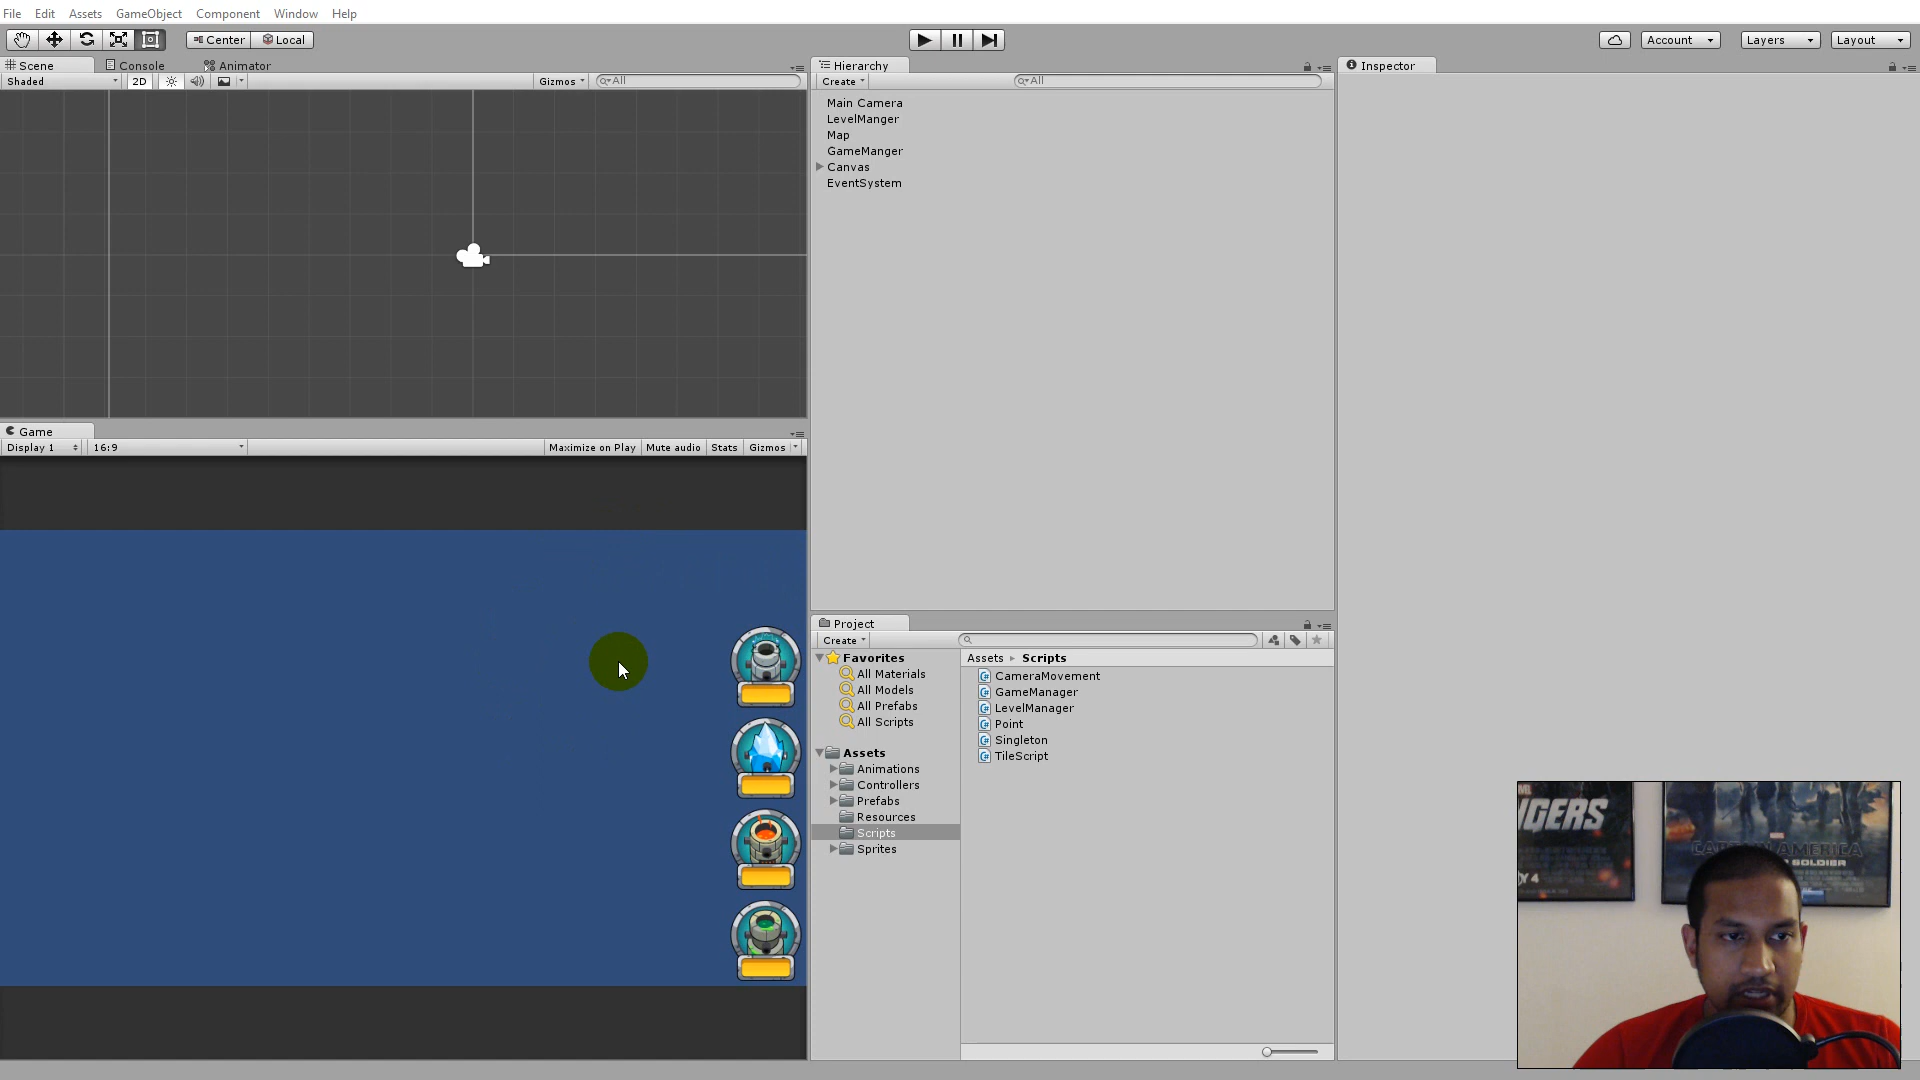 File Edit Assets GameObject Component Window Help
Center Local Account Layers Layout
Scene Console Animator
Shaded 2D Gizmos All
Hierarchy
Create All
Main Camera
LevelManger
Map
GameManger
Canvas
EventSystem
Inspector
Game
Display 1 16:9 Maximize on Play Mute audio Stats Gizmos
Project
Create
Favorites
All Materials
All Models
All Prefabs
All Scripts
Assets
Animations
Controllers
Prefabs
Resources
Scripts
Sprites
Assets Scripts
CameraMovement
GameManager
LevelManager
Point
Singleton
TileScript
CAPTAIN AMERICA
SOLDIER